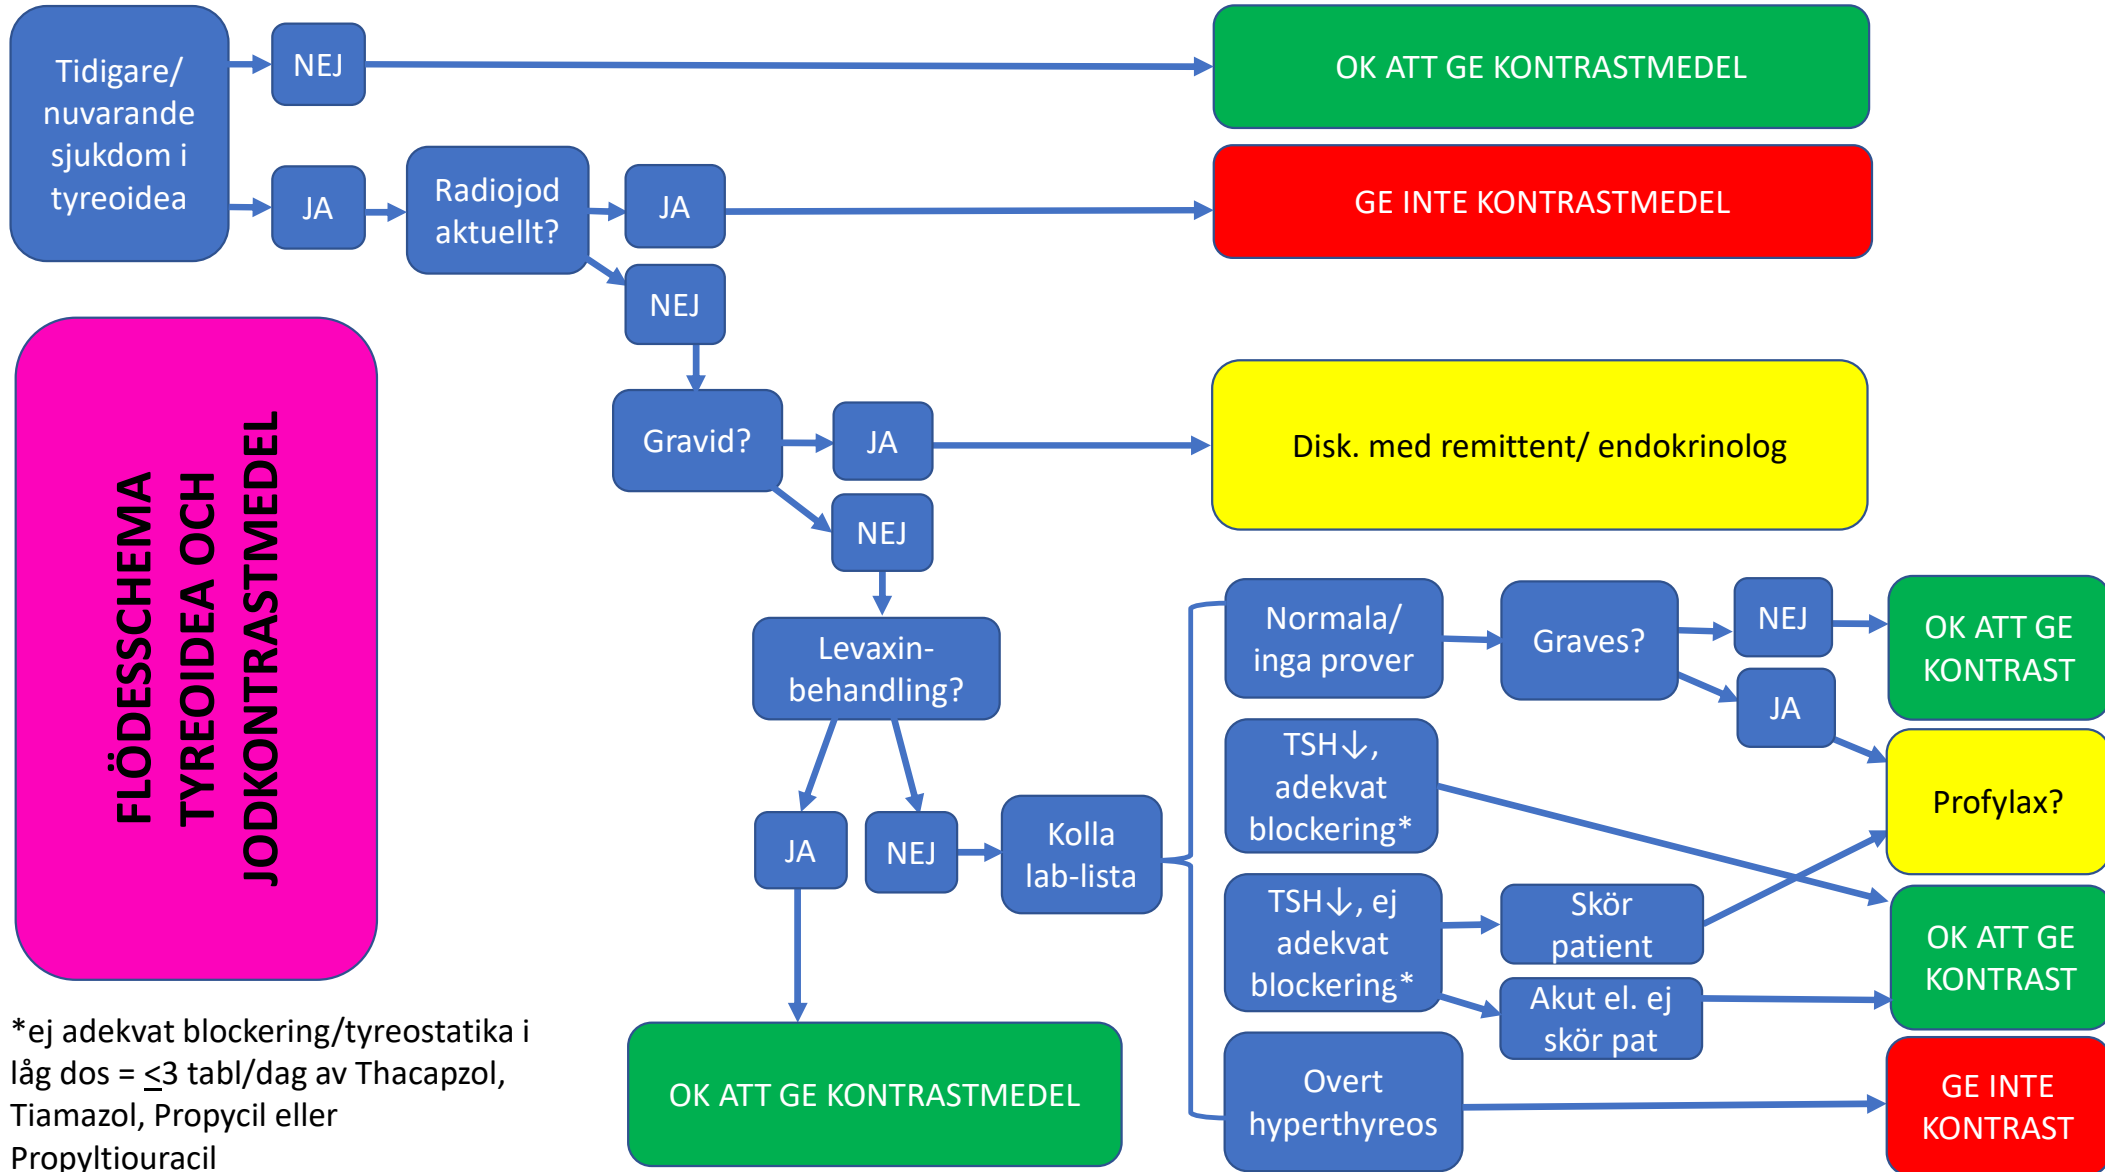 Tidigare/
nuvarande
sjukdom i
tyreoidea
NEJ
OK ATT GE KONTRASTMEDEL
JA
Radiojod
aktuellt?
JA
GE INTE KONTRASTMEDEL
NEJ
Gravid?
JA
Disk. med remittent/ endokrinolog
NEJ
Levaxin-
behandling?
JA
OK ATT GE KONTRASTMEDEL
NEJ
Kolla
lab-lista
Normala/
inga prover
Graves?
NEJ
OK ATT GE
KONTRAST
JA
Profylax?
TSH↓,
adekvat
blockering*
TSH↓, ej
adekvat
blockering*
Skör
patient
Akut el. ej
skör pat
OK ATT GE
KONTRAST
Overt
hyperthyreos
GE INTE
KONTRAST
FLÖDESSCHEMA
TYREOIDEA OCH
JODKONTRASTMEDEL
*ej adekvat blockering/tyreostatika i
låg dos = <3 tabl/dag av Thacapzol,
Tiamazol, Propycil eller
Propyltiouracil